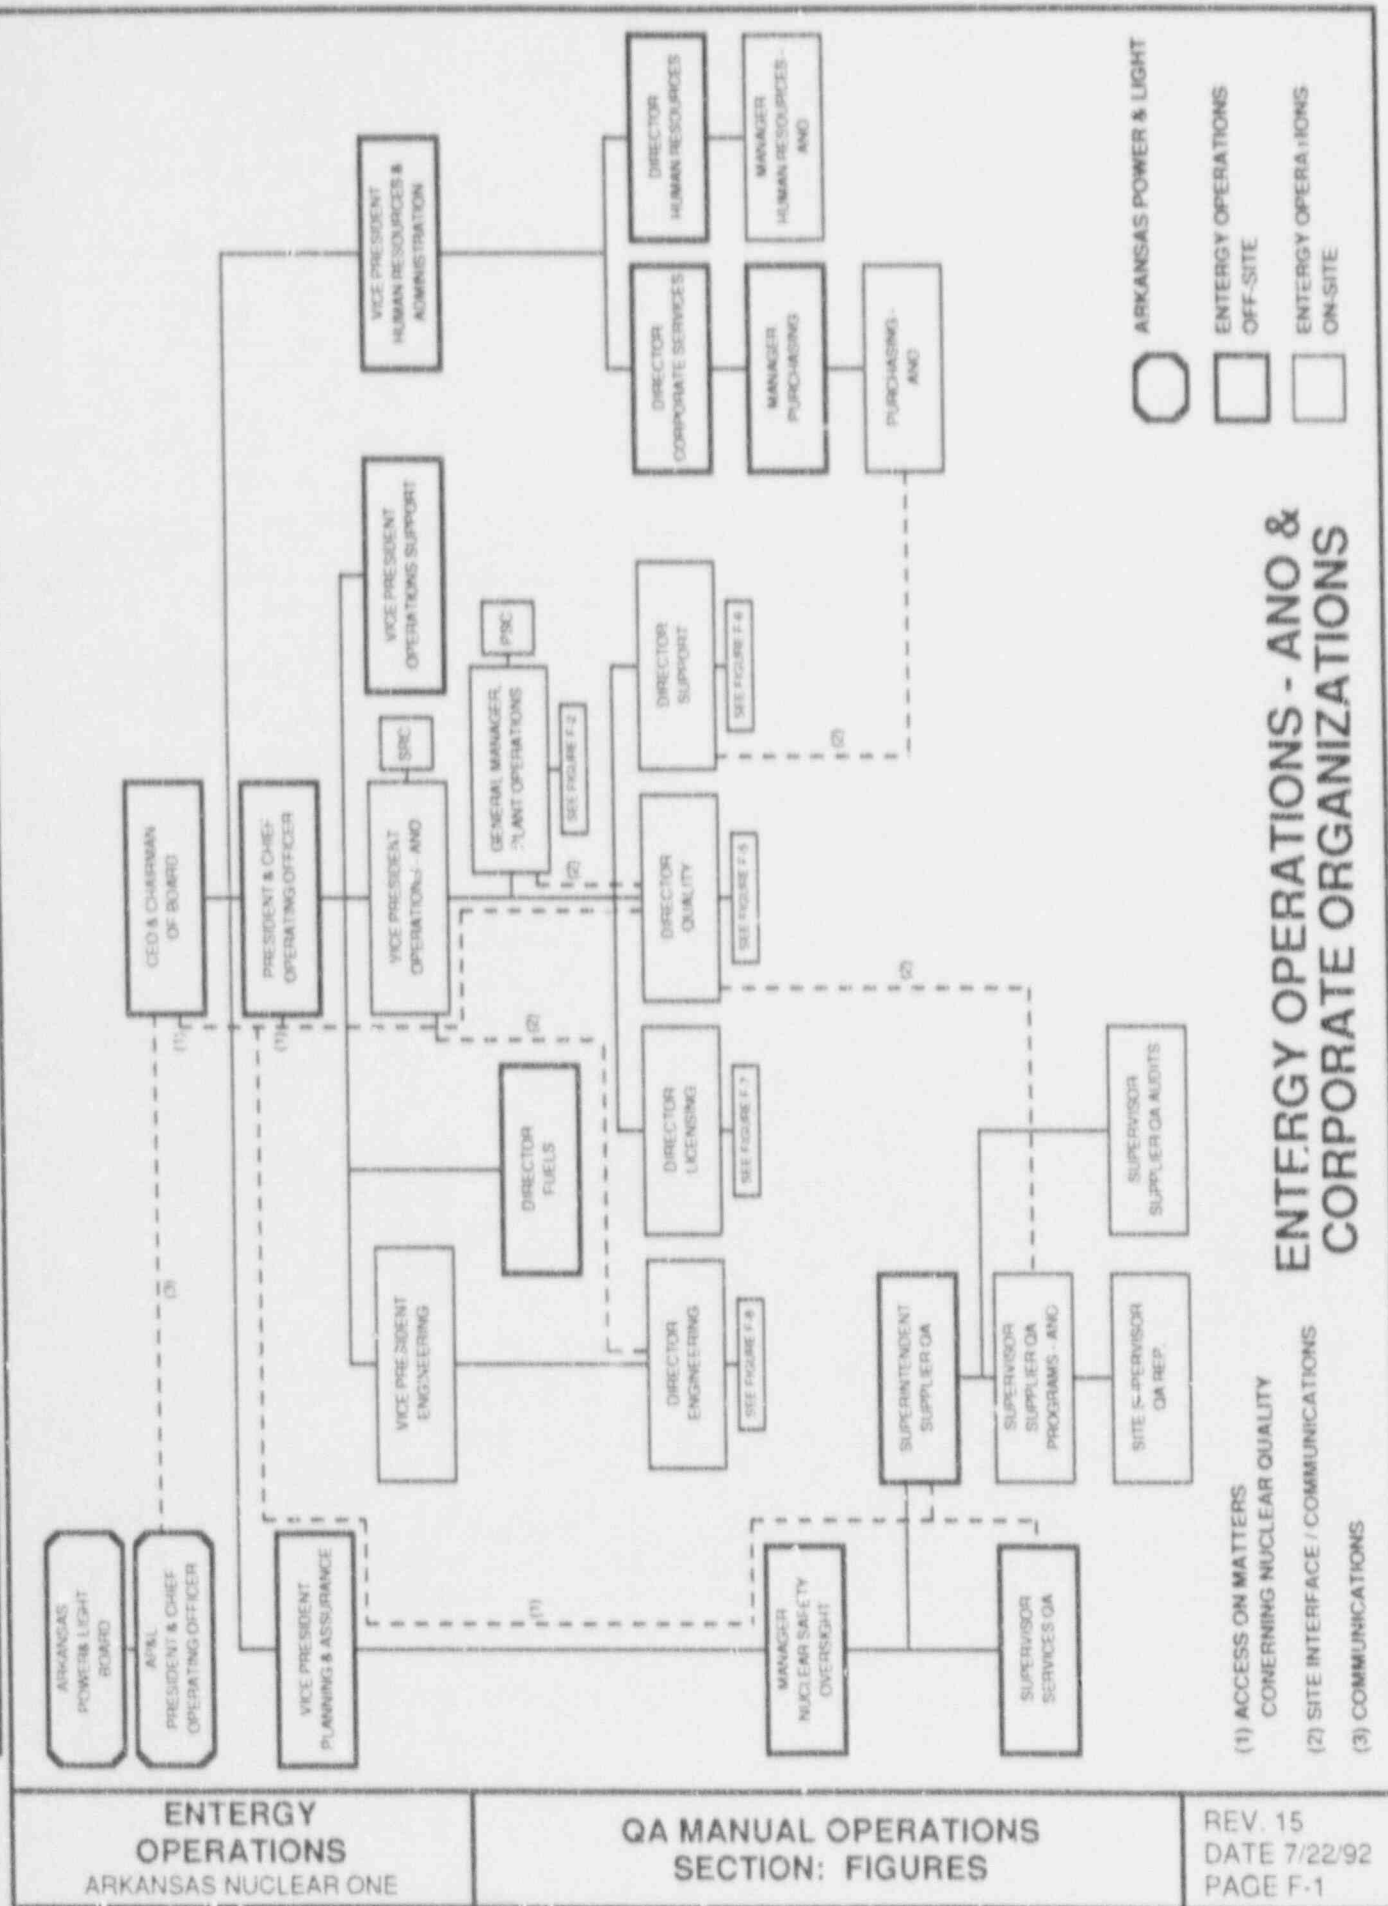 ARKANSAS
POWER & LIGHT
BOARD
AP&L
PRESIDENT & CHIEF
OPERATING OFFICER
CEO & CHAIRMAN
OF BOARD
(1)
(3)
PRESIDENT & CHIEF
OPERATING OFFICER
(1)
VICE PRESIDENT
PLANNING & ASSURANCE
VICE PRESIDENT
ENGINEERING
VICE PRESIDENT
OPERATIONS - ANO
SRC
VICE PRESIDENT
OPERATIONS SUPPORT
VICE PRESIDENT
HUMAN RESOURCES &
ADMINISTRATION
DIRECTOR
FUELS
(2)
GENERAL MANAGER,
PLANT OPERATIONS
PSC
SEE FIGURE F-2
(2)
(1)
DIRECTOR
ENGINEERING
SEE FIGURE F-8
DIRECTOR
LICENSING
SEE FIGURE F-7
DIRECTOR
QUALITY
SEE FIGURE F-5
DIRECTOR
SUPPORT
SEE FIGURE F-6
DIRECTOR
CORPORATE SERVICES
DIRECTOR
HUMAN RESOURCES
MANAGER
NUCLEAR SAFETY
OVERSIGHT
MANAGER
PURCHASING
MANAGER
HUMAN RESOURCES -
ANO
(2)
(2)
SUPERINTENDENT
SUPPLIER QA
PURCHASING -
ANO
SUPERVISOR
SERVICES QA
SUPERVISOR
SUPPLIER QA
PROGRAMS - ANO
SITE
QA REP.
SUPERVISOR
SUPPLIER QA AUDITS
ARKANSAS POWER & LIGHT
ENTERGY OPERATIONS
OFF-SITE
ENTERGY OPERATIONS
ON-SITE
(1) ACCESS ON MATTERS
CONERNING NUCLEAR QUALITY
(2) SITE INTERFACE / COMMUNICATIONS
(3) COMMUNICATIONS
ENTERGY OPERATIONS - ANO &
CORPORATE ORGANIZATIONS
ENTERGY
OPERATIONS
ARKANSAS NUCLEAR ONE
QA MANUAL OPERATIONS
SECTION: FIGURES
REV. 15
DATE 7/22/92
PAGE F-1